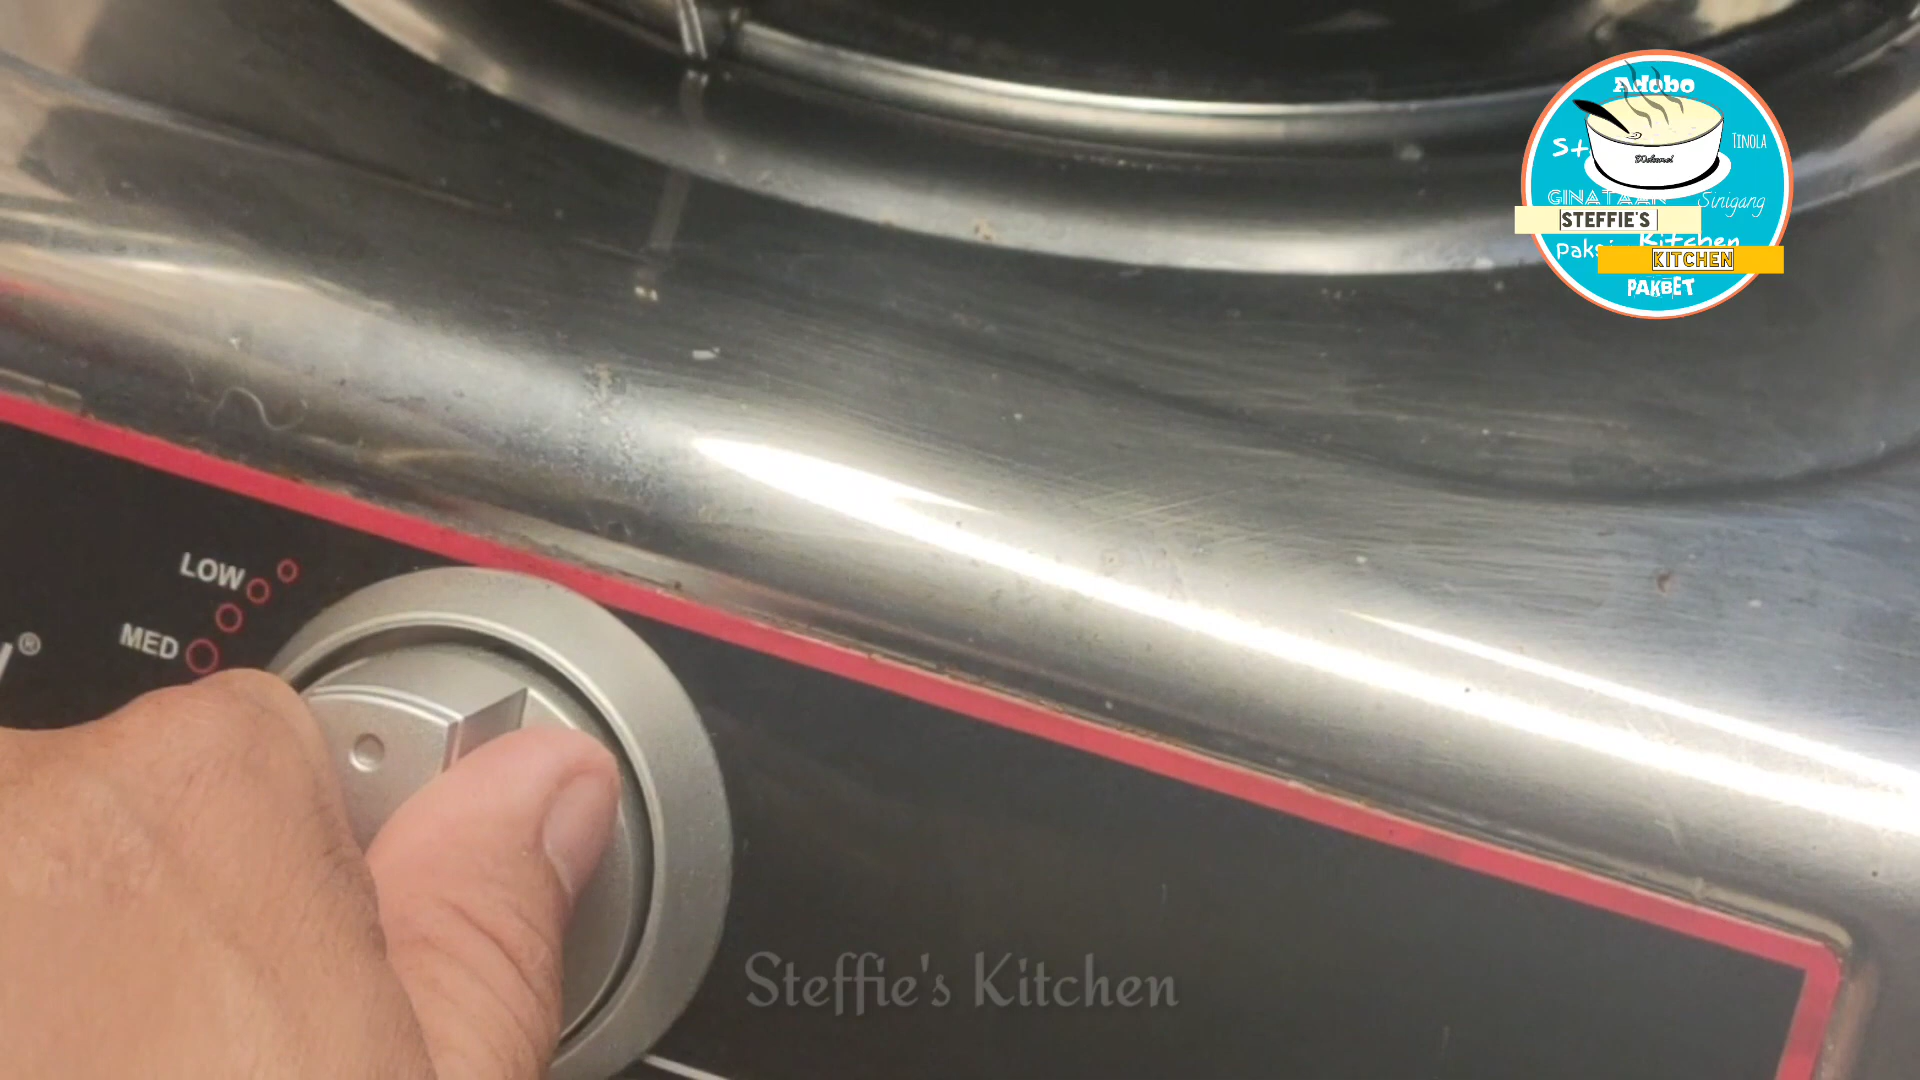 Adobo
TINOLA
GINATAAN
Sinigang
STEFFIE'S
Kitchen
KITCHEN
PAKBET
LOW
MED
®
Steffie's Kitchen